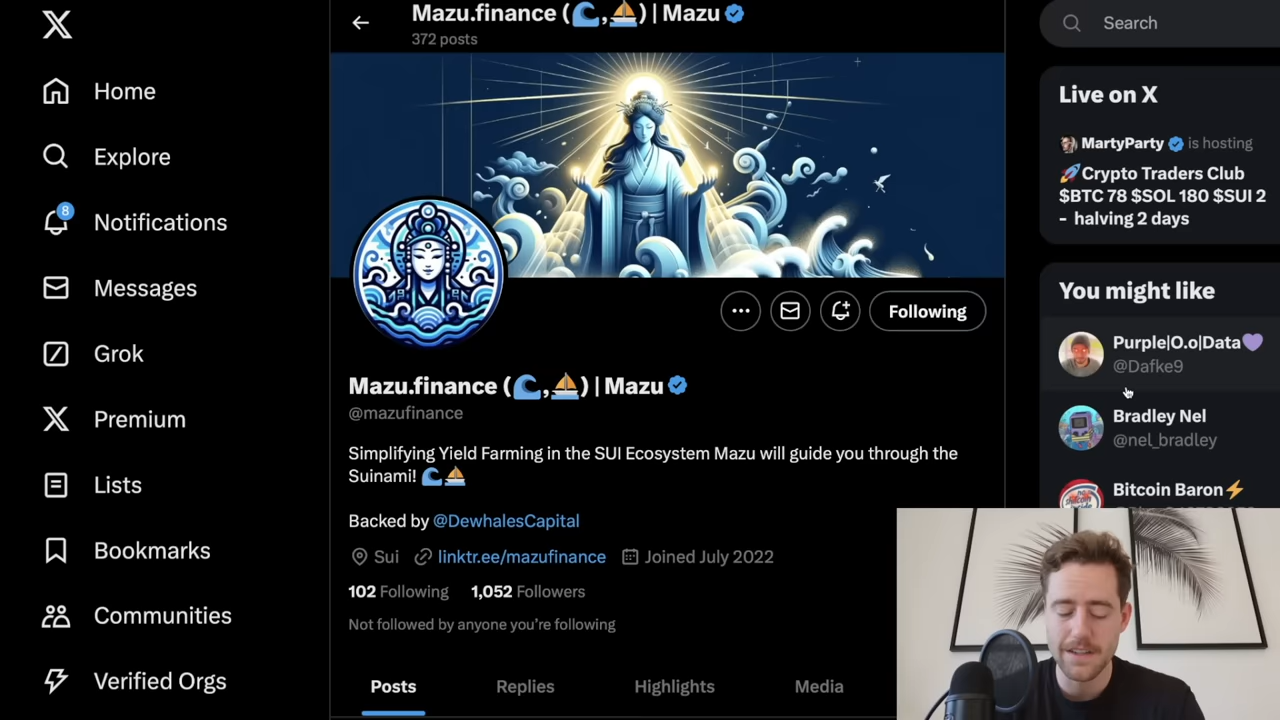 Home
Explore
8
Notifications
Messages
Grok
Premium
Lists
Bookmarks
Communities
Verified Orgs
Mazu.finance (🌊,⛵) | Mazu
372 posts
Following
Mazu.finance (🌊,⛵) | Mazu
@mazufinance
Simplifying Yield Farming in the SUI Ecosystem Mazu will guide you through the
Suinami! 🌊⛵
Backed by @DewhalesCapital
Sui linktr.ee/mazufinance Joined July 2022
102 Following 1,052 Followers
Not followed by anyone you're following
Posts Replies Highlights Media
Search
Live on X
MartyParty is hosting
🚀Crypto Traders Club
$BTC 78 $SOL 180 $SUI 2
- halving 2 days
You might like
Purple|O.o|Data💜
@Dafke9
Bradley Nel
@nel_bradley
Bitcoin Baron⚡